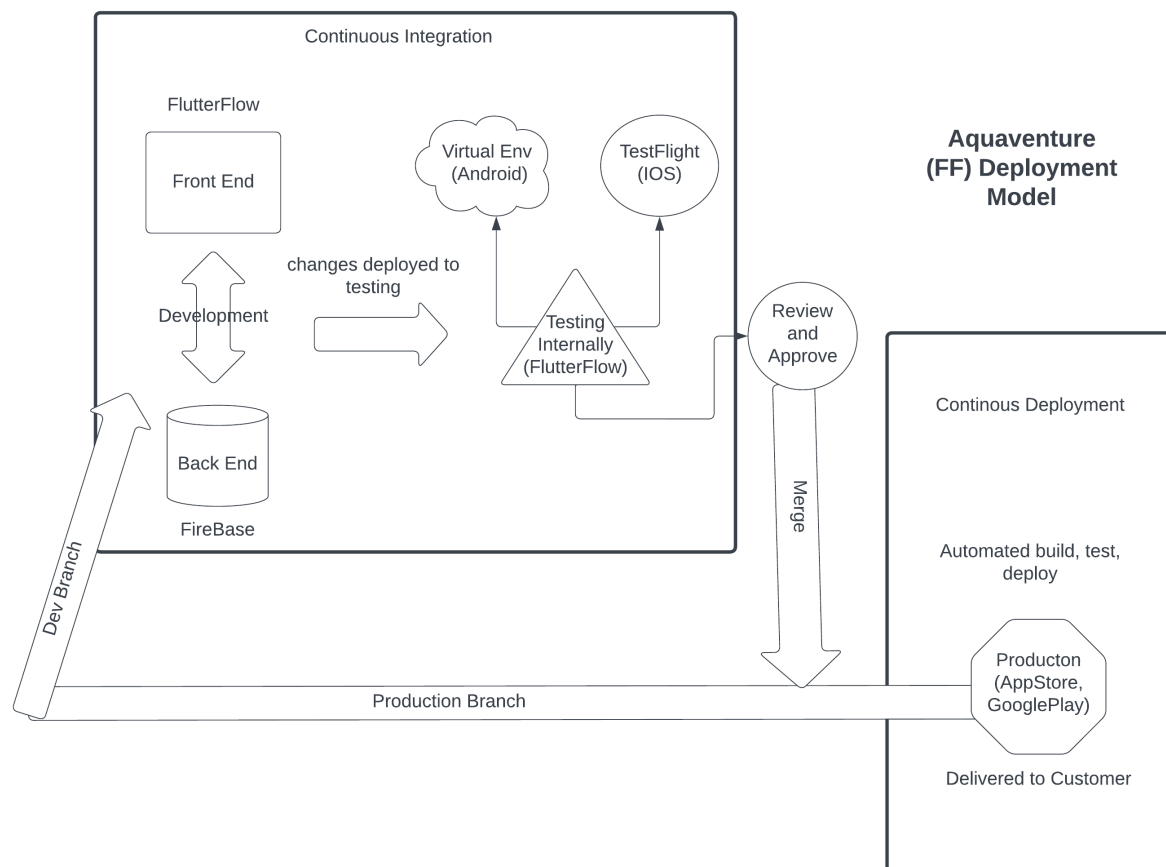 Continuous Integration
FlutterFlow
Front End
Development
Back End
FireBase
changes deployed to
testing
Virtual Env
(Android)
TestFlight
(IOS)
Testing
Internally
(FlutterFlow)
Review
and
Approve
Aquaventure
(FF) Deployment
Model
Merge
Dev Branch
Production Branch
Continous Deployment
Automated build, test,
deploy
Producton
(AppStore,
GooglePlay)
Delivered to Customer